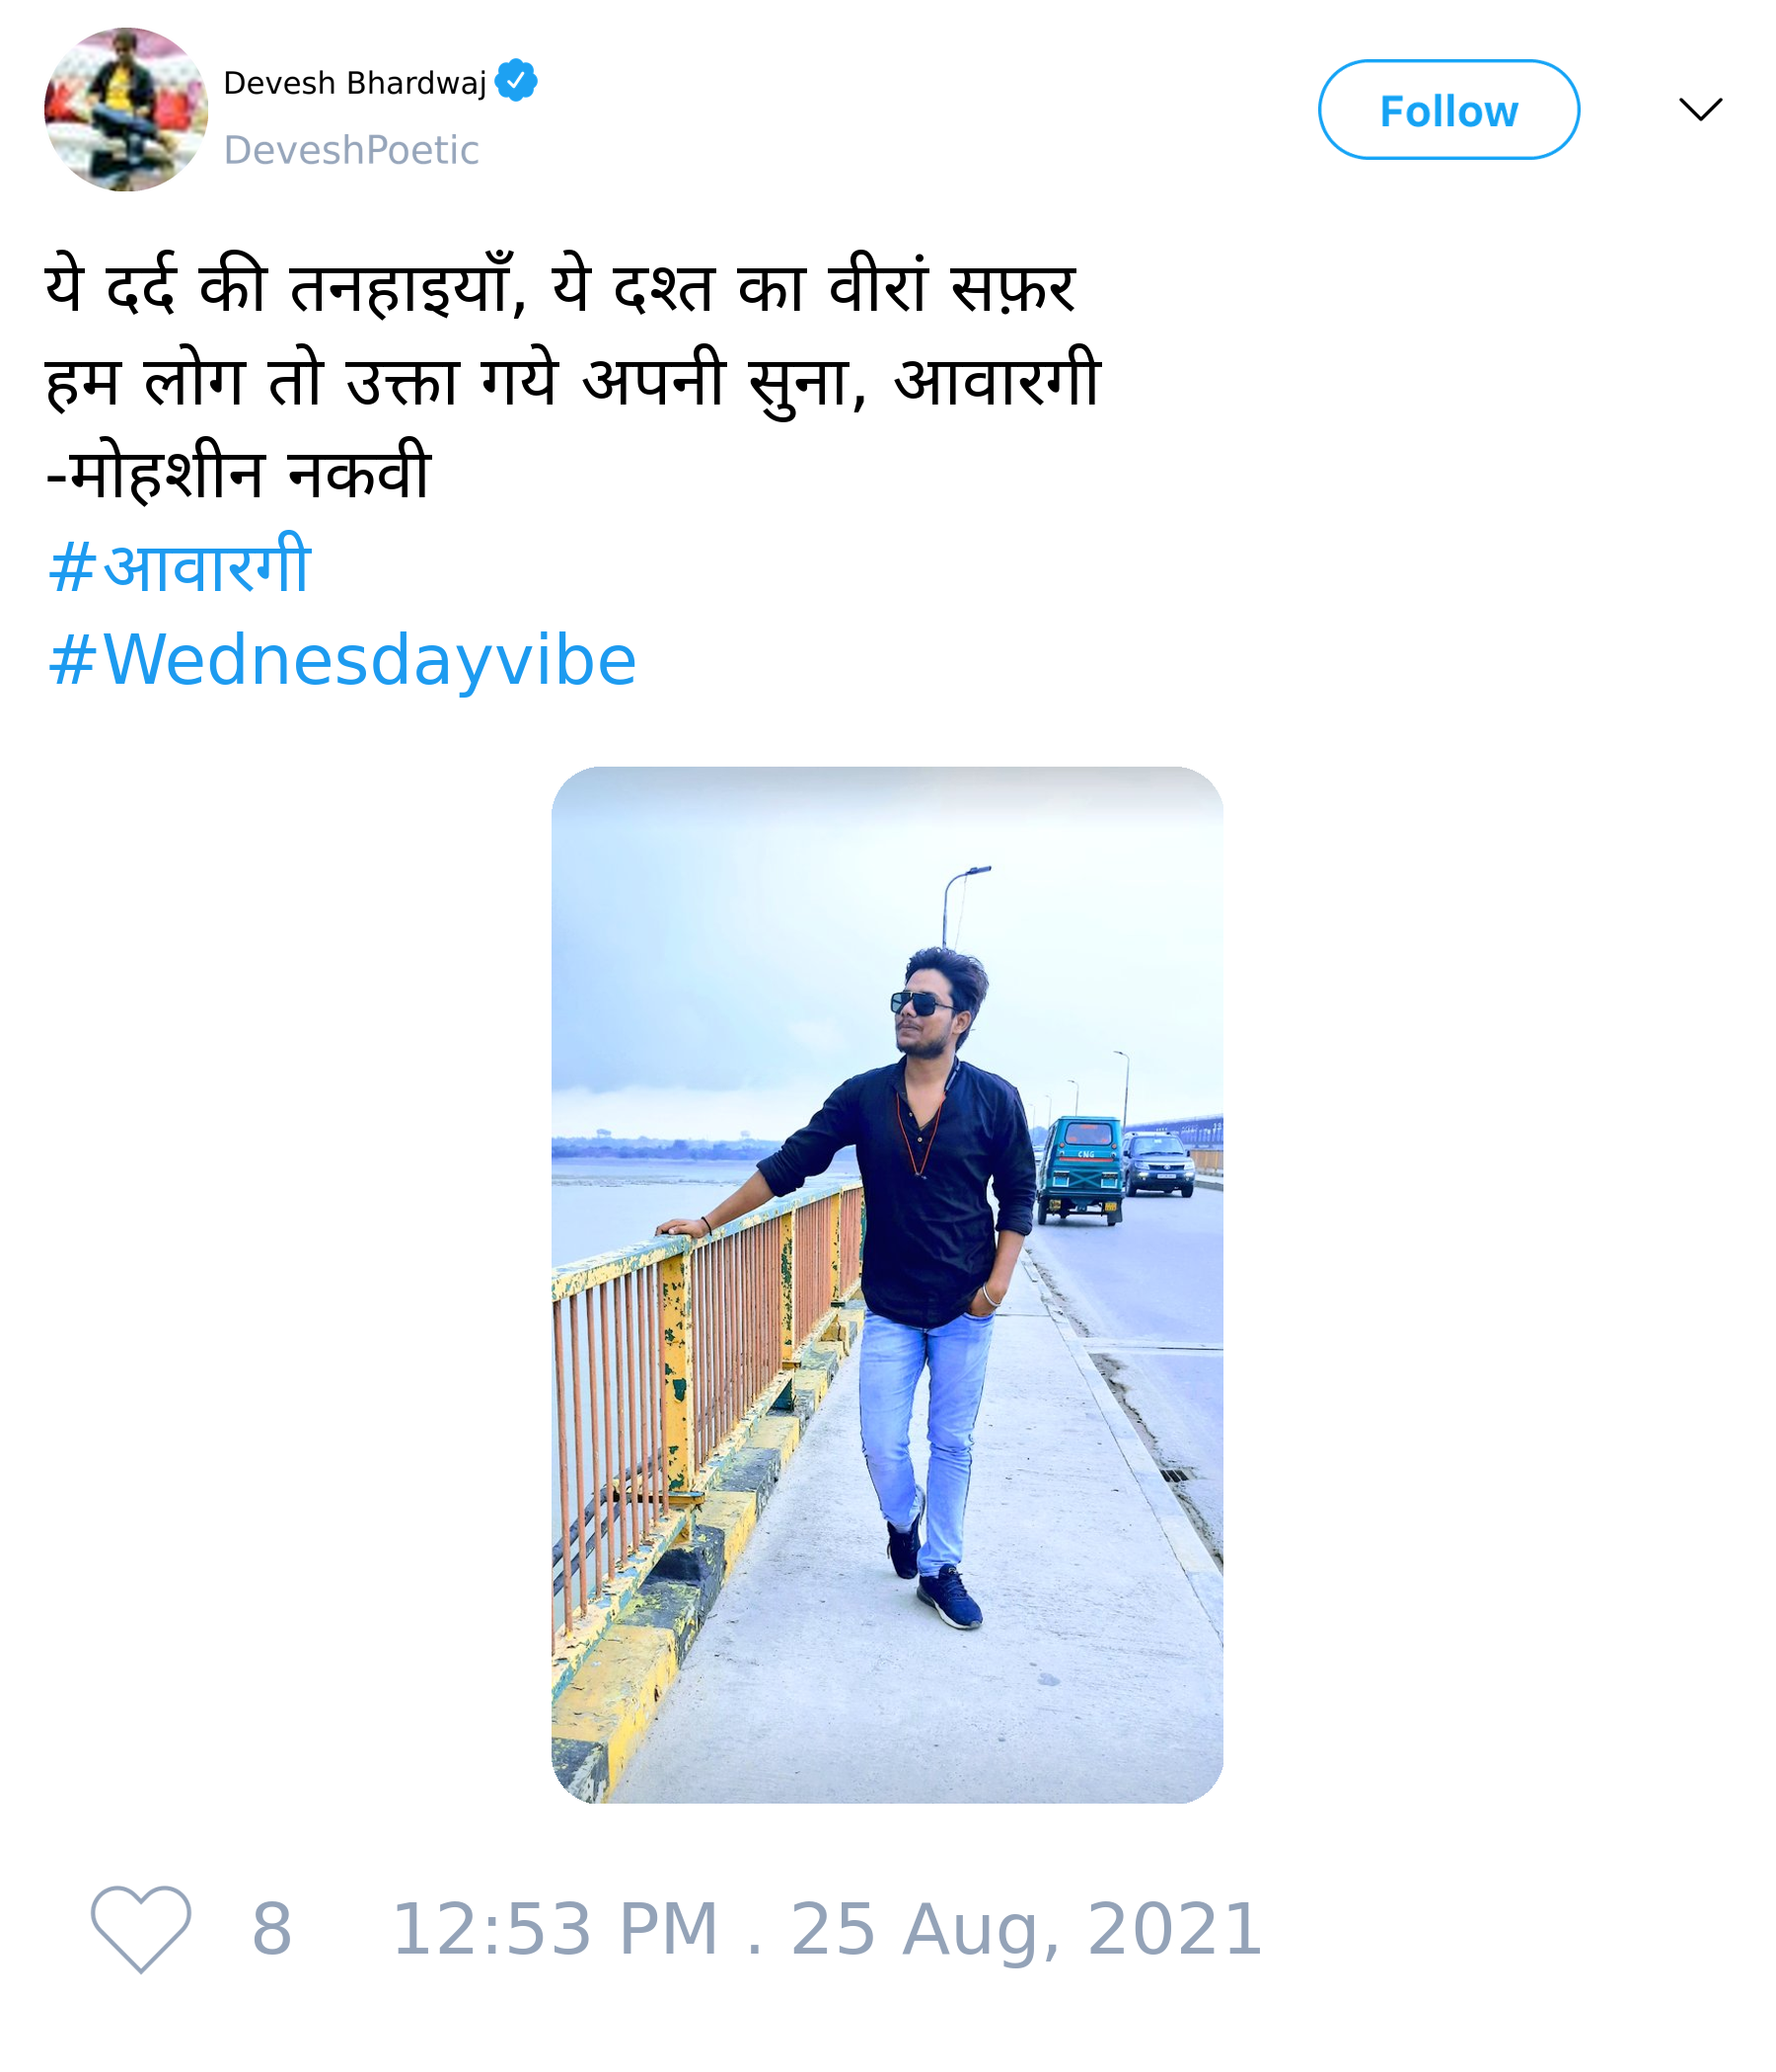 Devesh Bhardwaj
DeveshPoetic
Follow
ये दर्द की तनहाइयाँ, ये दश्त का वीरां सफ़र
हम लोग तो उक्ता गये अपनी सुना, आवारगी
-मोहशीन नकवी
#आवारगी
#Wednesdayvibe
CNG
8 12:53 PM . 25 Aug, 2021